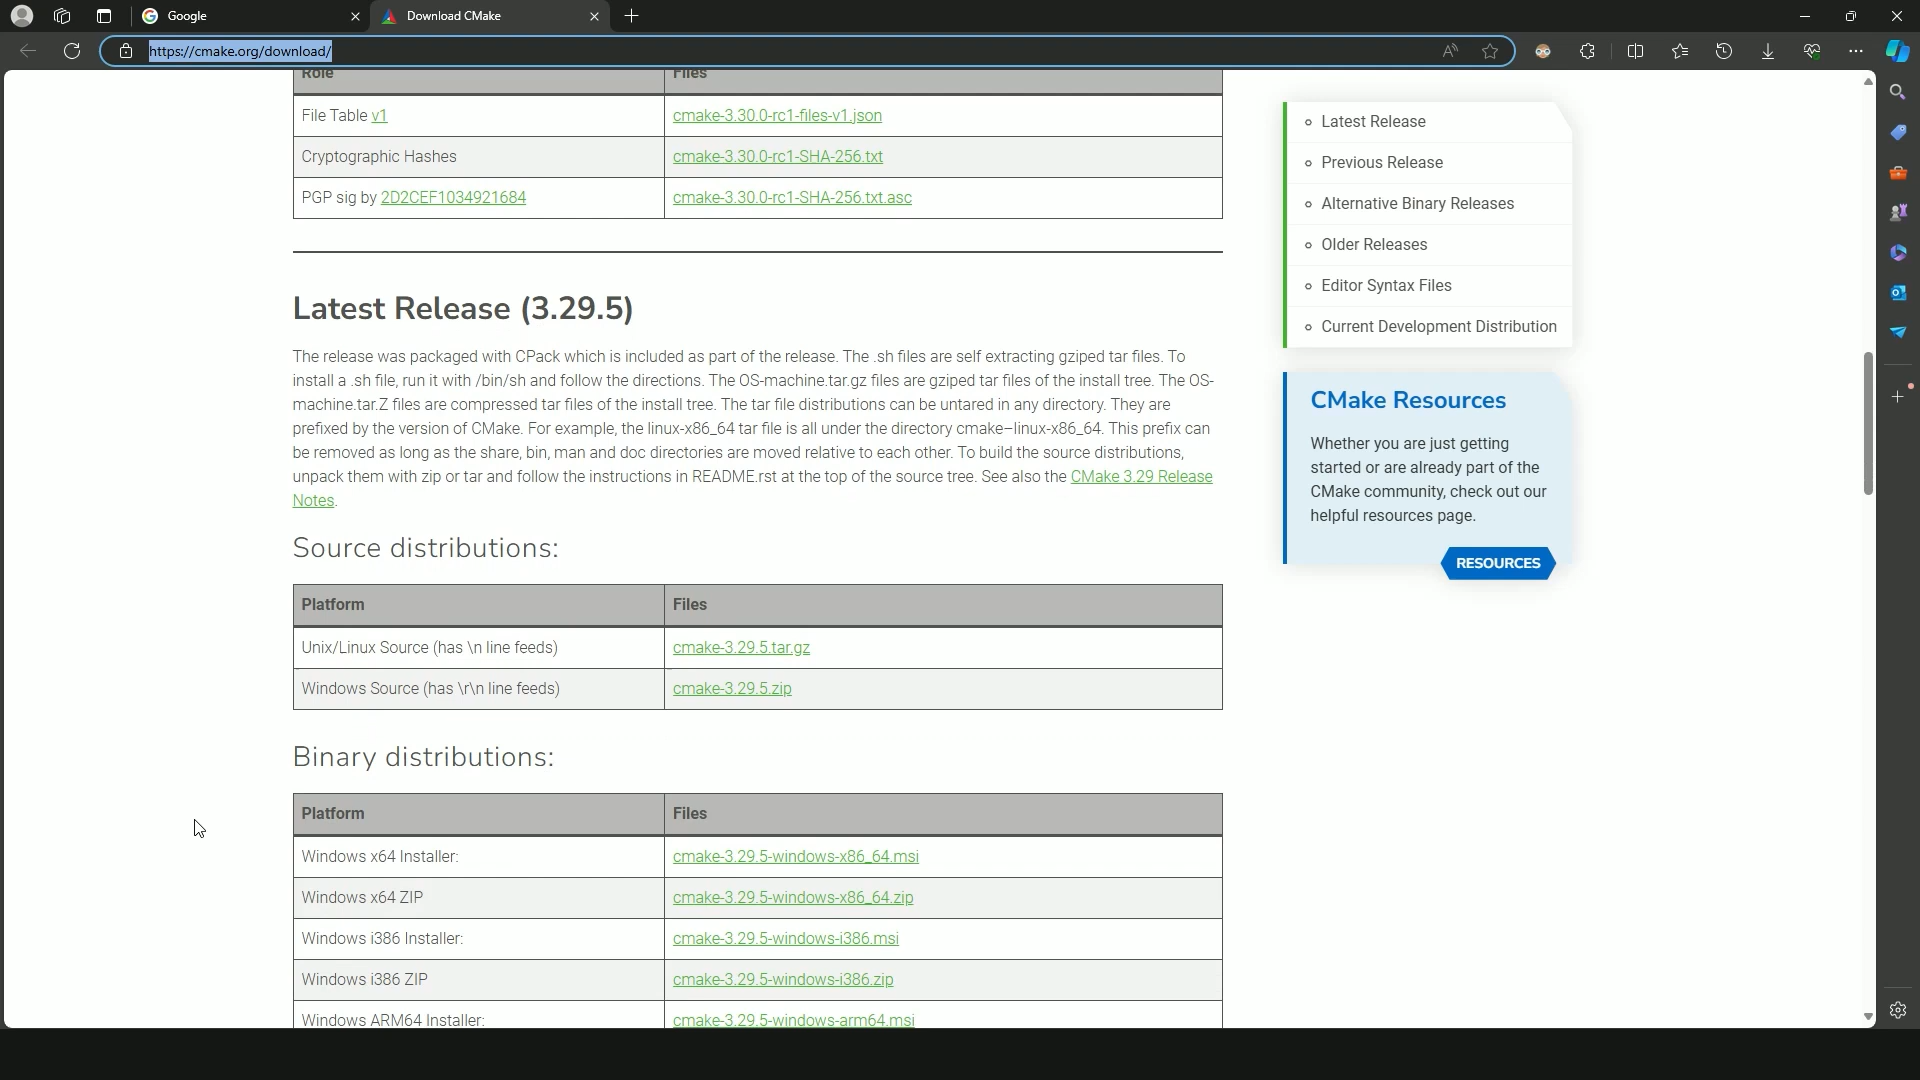 Google
Download CMake
https://cmake.org/download/
Role Files
File Table v1 cmake-3.30.0-rc1-files-v1.json
Cryptographic Hashes cmake-3.30.0-rc1-SHA-256.txt
PGP sig by 2D2CEF1034921684 cmake-3.30.0-rc1-SHA-256.txt.asc
Latest Release (3.29.5)
The release was packaged with CPack which is included as part of the release. The .sh files are self extracting gziped tar files. To
install a .sh file, run it with /bin/sh and follow the directions. The OS-machine.tar.gz files are gziped tar files of the install tree. The OS-
machine.tar.Z files are compressed tar files of the install tree. The tar file distributions can be untared in any directory. They are
prefixed by the version of CMake. For example, the linux-x86_64 tar file is all under the directory cmake–linux-x86_64. This prefix can
be removed as long as the share, bin, man and doc directories are moved relative to each other. To build the source distributions,
unpack them with zip or tar and follow the instructions in README.rst at the top of the source tree. See also the CMake 3.29 Release
Notes.
Source distributions:
Platform Files
Unix/Linux Source (has \n line feeds) cmake-3.29.5.tar.gz
Windows Source (has \r\n line feeds) cmake-3.29.5.zip
Binary distributions:
Platform Files
Windows x64 Installer: cmake-3.29.5-windows-x86_64.msi
Windows x64 ZIP cmake-3.29.5-windows-x86_64.zip
Windows i386 Installer: cmake-3.29.5-windows-i386.msi
Windows i386 ZIP cmake-3.29.5-windows-i386.zip
Windows ARM64 Installer: cmake-3.29.5-windows-arm64.msi
Latest Release
Previous Release
Alternative Binary Releases
Older Releases
Editor Syntax Files
Current Development Distribution
CMake Resources
Whether you are just getting
started or are already part of the
CMake community, check out our
helpful resources page.
RESOURCES